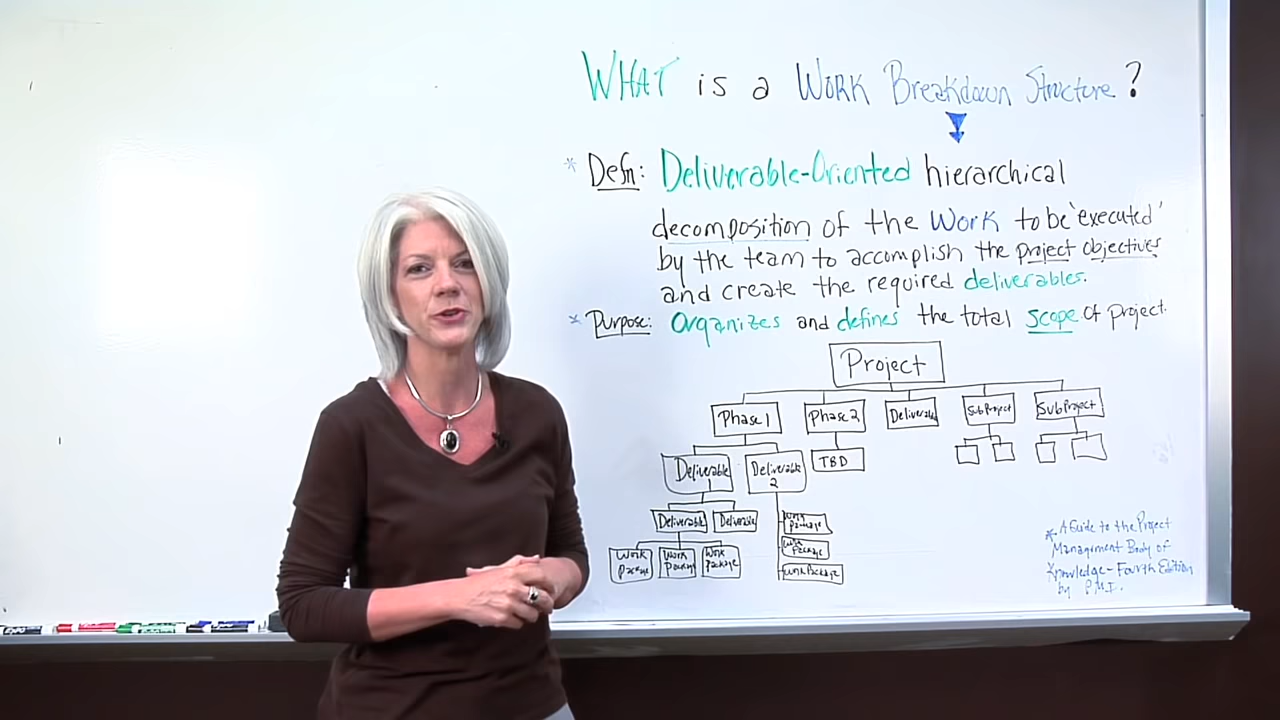 WHAT is a WORK Breakdown Structure?
* Defn: Deliverable-Oriented hierarchical
decomposition of the Work to be 'executed'
by the team to accomplish the project objectives
and create the required deliverables.
* Purpose: Organizes and defines the total scope of project.
Project
Phase 1 Phase 2 Deliverable SubProject SubProject
Deliverable 1 Deliverable 2 TBD
Deliverable Deliverable
Work Package
Work Package
Work Package
Work Package Work Package Work Package
* A Guide to the Project
Management Body of
Knowledge - Fourth Edition
by P.M.I.
EXPO